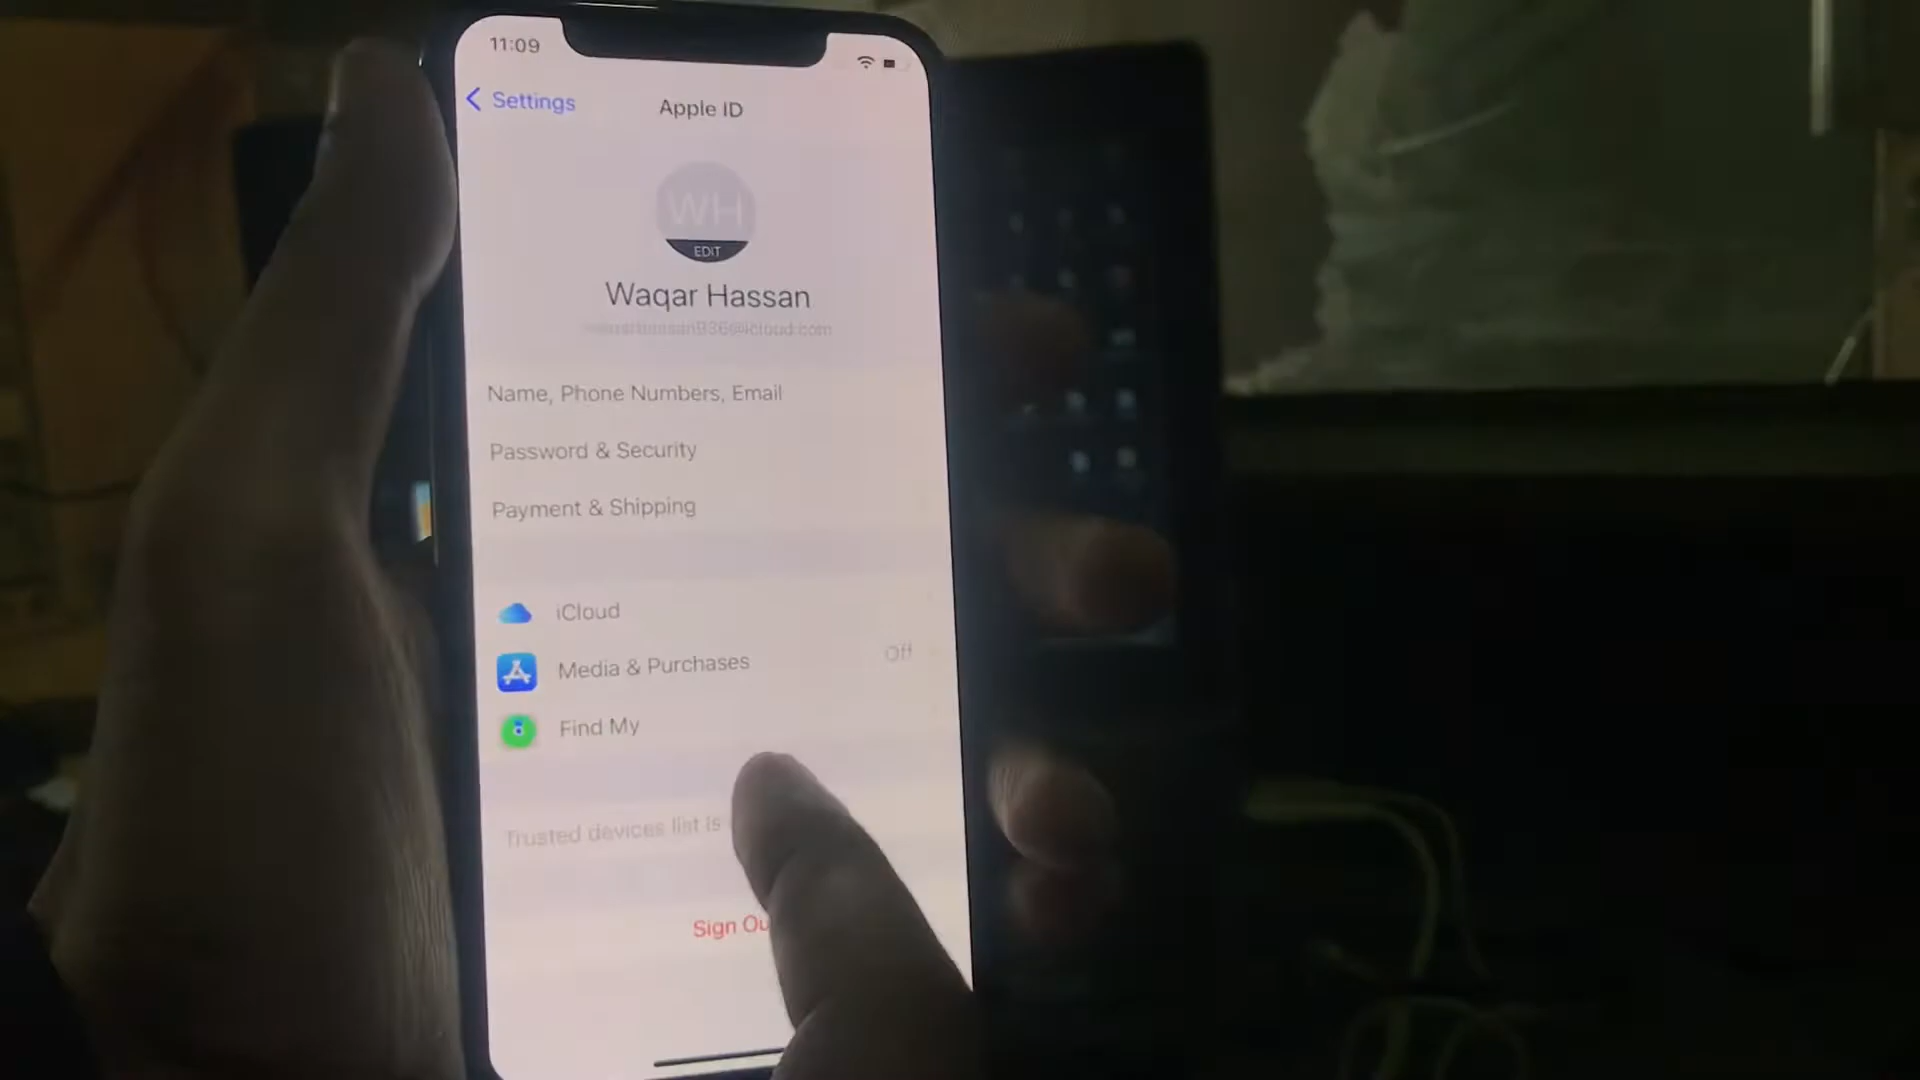 11:09
Settings
Apple ID
WH
EDIT
Waqar Hassan
Name, Phone Numbers, Email
Password & Security
Payment & Shipping
iCloud
Media & Purchases
Off
Find My
Trusted devices list is
Sign Ou